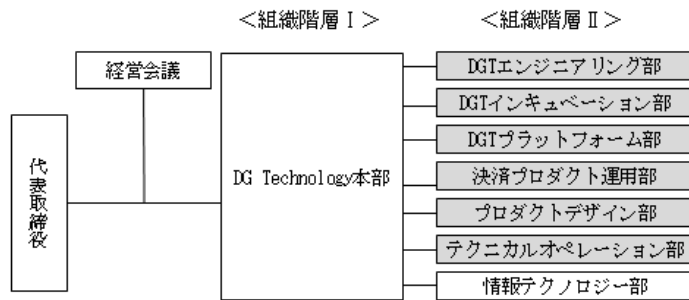 ＜組織階層Ⅰ＞
＜組織階層Ⅱ＞
経営会議
代表取締役
DG Technology本部
DGTエンジニアリング部
DGTインキュベーション部
DGTプラットフォーム部
決済プロダクト運用部
プロダクトデザイン部
テクニカルオペレーション部
情報テクノロジー部